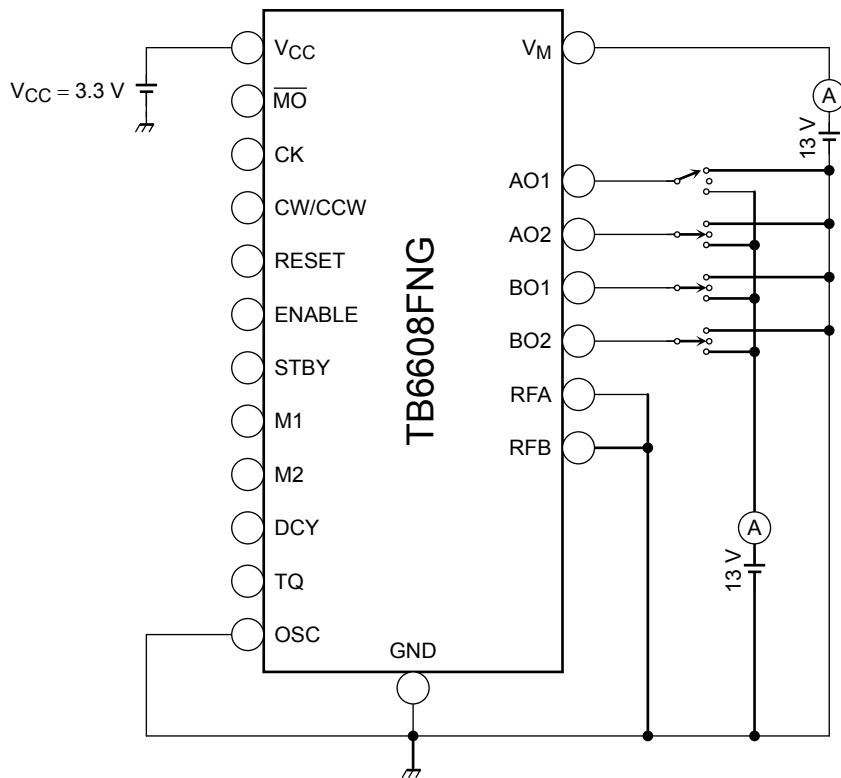 VCC
VM
VCC = 3.3 V
MO
A
13 V
CK
AO1
CW/CCW
AO2
RESET
BO1
ENABLE
BO2
STBY
RFA
M1
RFB
M2
TB6608FNG
DCY
A
TQ
13 V
OSC
GND